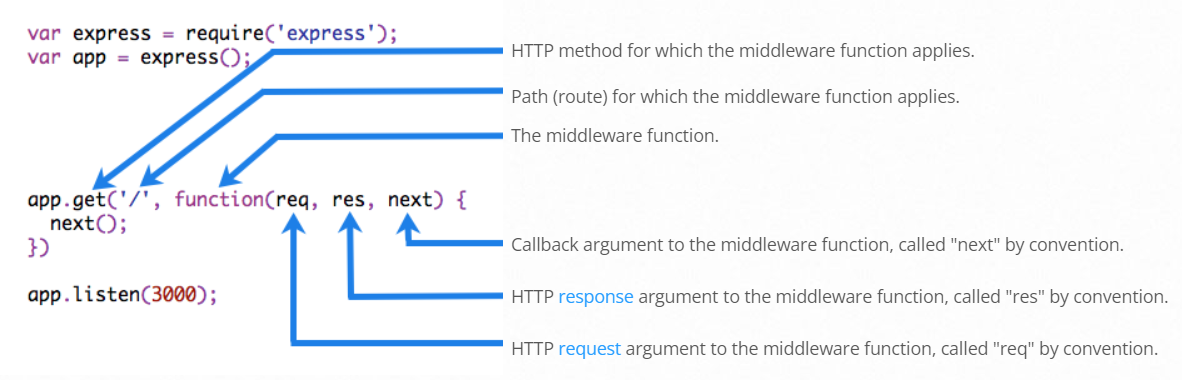 var express = require('express');
var app = express();
HTTP method for which the middleware function applies.
Path (route) for which the middleware function applies.
The middleware function.
app.get('/', function(req, res, next) {
  next();
})
app.listen(3000);
Callback argument to the middleware function, called "next" by convention.
HTTP response argument to the middleware function, called "res" by convention.
HTTP request argument to the middleware function, called "req" by convention.